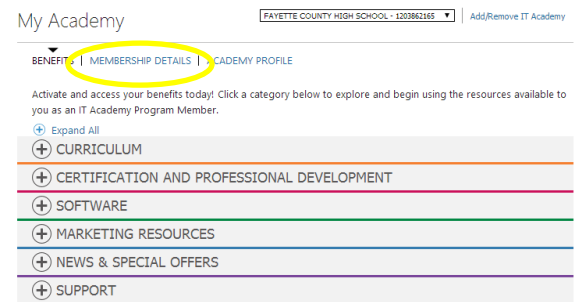 My Academy
FAYETTE COUNTY HIGH SCHOOL - 1203862165
Add/Remove IT Academy
BENEFITS | MEMBERSHIP DETAILS | ACADEMY PROFILE
Activate and access your benefits today! Click a category below to explore and begin using the resources available to
you as an IT Academy Program Member.
Expand All
CURRICULUM
CERTIFICATION AND PROFESSIONAL DEVELOPMENT
SOFTWARE
MARKETING RESOURCES
NEWS & SPECIAL OFFERS
SUPPORT